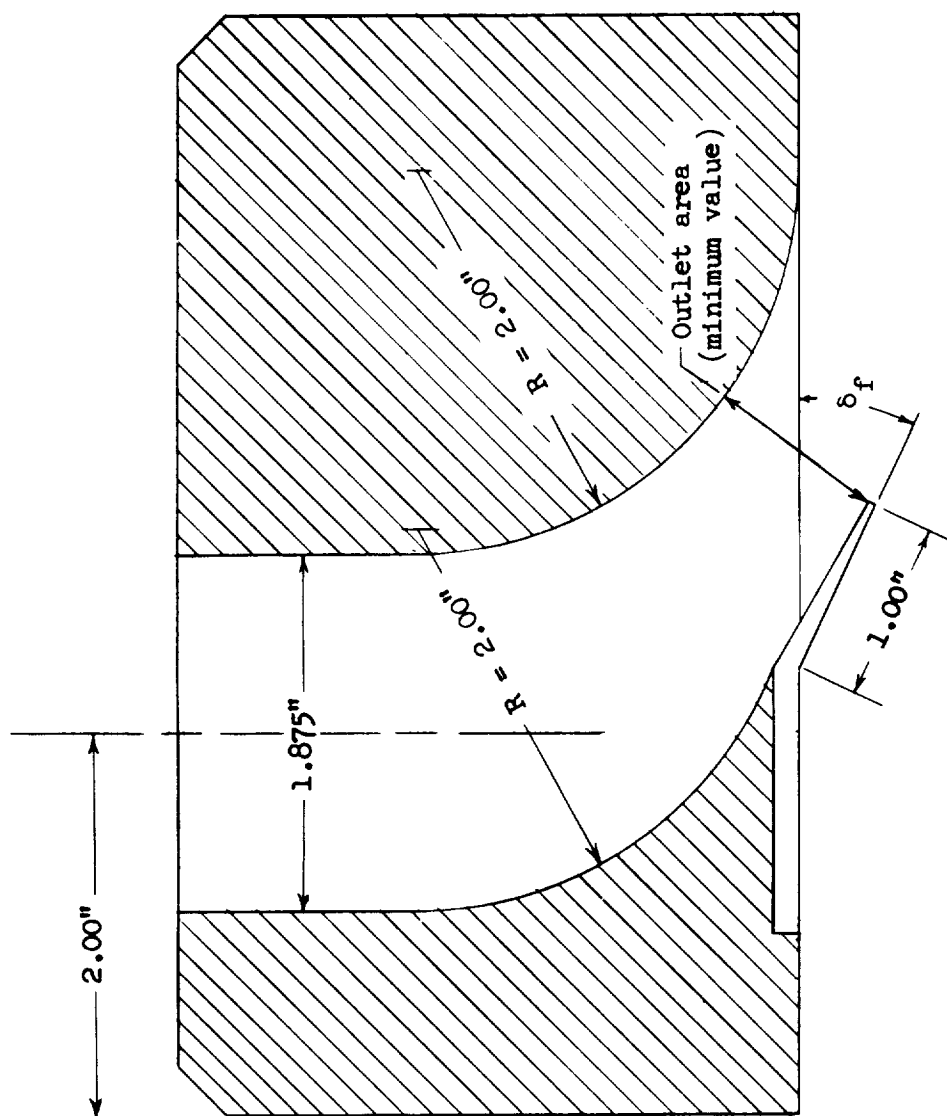 2.00"
1.875"
R = 2.00"
R = 2.00"
Outlet area
(minimum value)
δf
1.00"